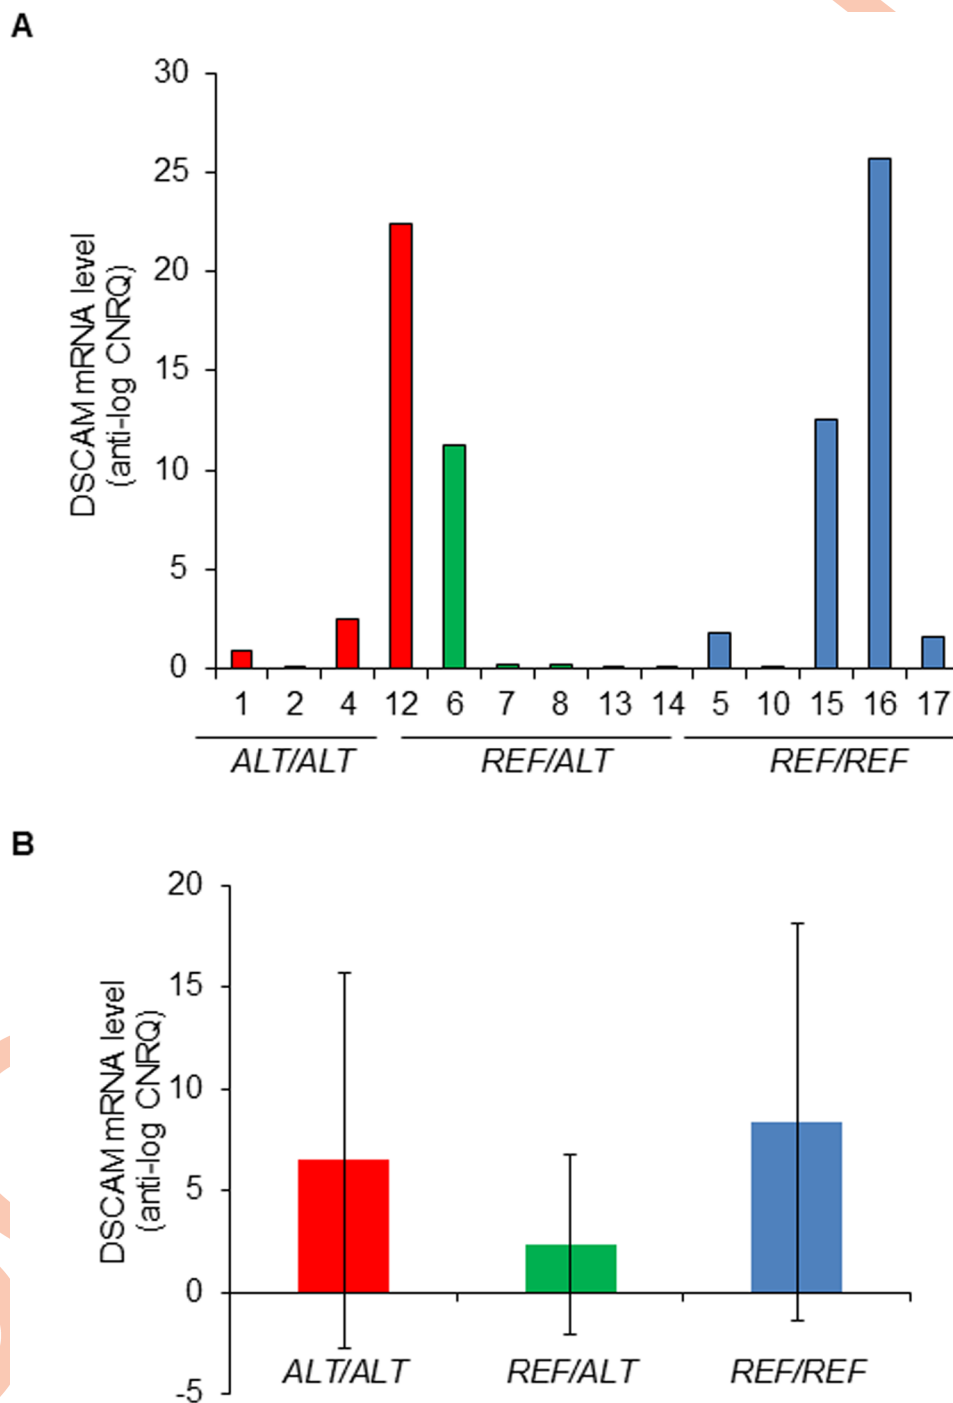 A
30
25
20
15
10
5
0
DSCAM mRNA level
(anti-log CNRQ)
1 2 4 12 6 7 8 13 14 5 10 15 16 17
ALT/ALT REF/ALT REF/REF
B
20
15
10
5
0
-5
DSCAM mRNA level
(anti-log CNRQ)
ALT/ALT REF/ALT REF/REF